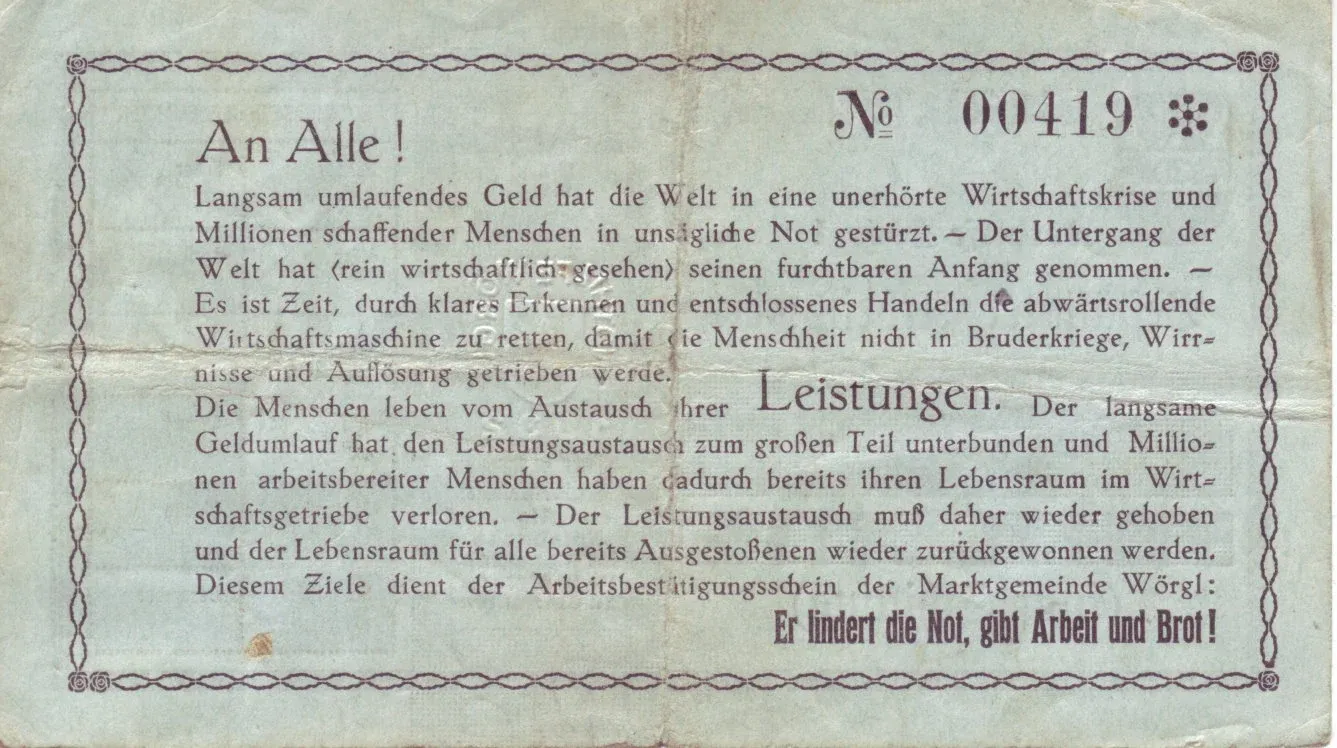 № 00419
An Alle !
Langsam umlaufendes Geld hat die Welt in eine unerhörte Wirtschaftskrise und
Millionen schaffender Menschen in unsägliche Not gestürzt. — Der Untergang der
Welt hat (rein wirtschaftlich gesehen) seinen furchtbaren Anfang genommen. —
Es ist Zeit, durch klares Erkennen und entschlossenes Handeln die abwärtsrollende
Wirtschaftsmaschine zu retten, damit die Menschheit nicht in Bruderkriege, Wirr=
nisse und Auflösung getrieben werde.
Die Menschen leben vom Austausch ihrer Leistungen. Der langsame
Geldumlauf hat den Leistungsaustausch zum großen Teil unterbunden und Millio=
nen arbeitsbereiter Menschen haben dadurch bereits ihren Lebensraum im Wirt=
schaftsgetriebe verloren. — Der Leistungsaustausch muß daher wieder gehoben
und der Lebensraum für alle bereits Ausgestoßenen wieder zurückgewonnen werden.
Diesem Ziele dient der Arbeitsbestätigungsschein der Marktgemeinde Wörgl:
Er lindert die Not, gibt Arbeit und Brot!